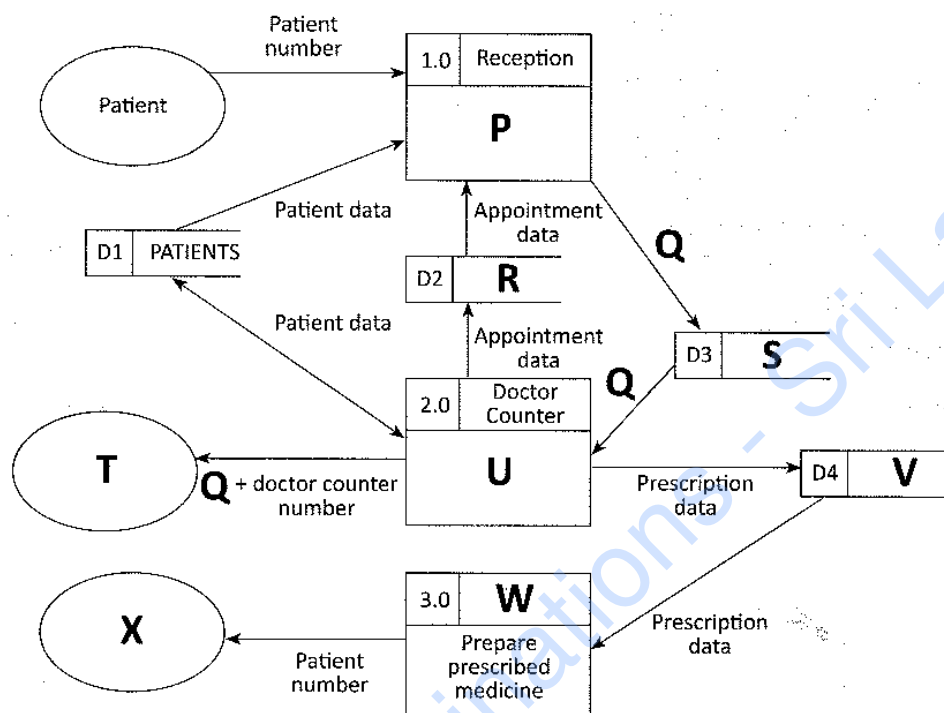 Patient
number
1.0
Reception
Patient
P
Patient data
Appointment
data
Q
D1
PATIENTS
D2
R
Patient data
Appointment
data
D3
S
Q
2.0
Doctor
Counter
T
U
D4
V
Q + doctor counter
number
Prescription
data
3.0
W
X
Prescription
data
Patient
number
Prepare
prescribed
medicine